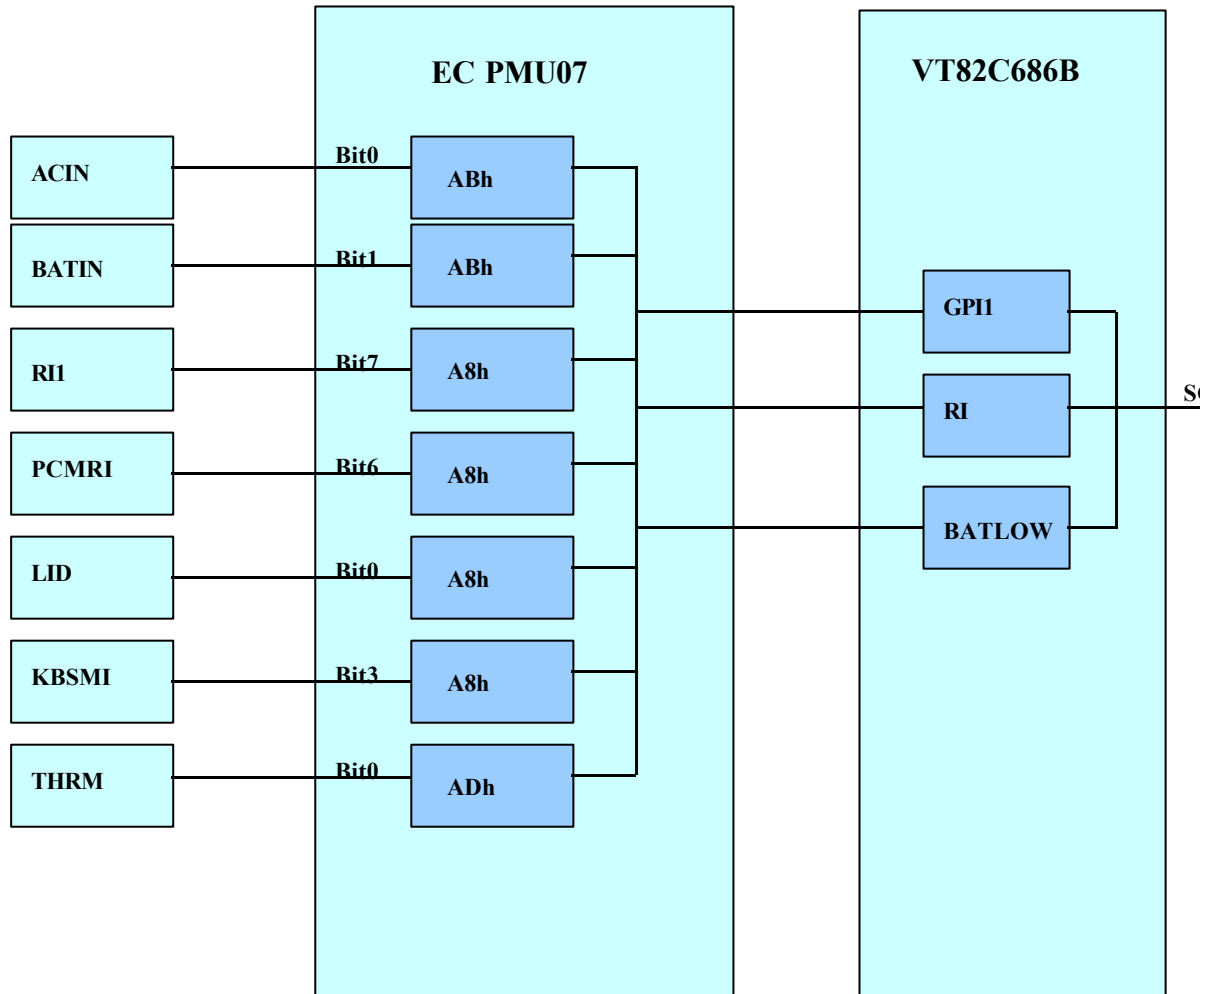 EC PMU07
VT82C686B
ACIN
Bit0
ABh
BATIN
Bit1
ABh
GPI1
RI1
Bit7
A8h
RI
PCMRI
Bit6
A8h
BATLOW
LID
Bit0
A8h
KBSMI
Bit3
A8h
THRM
Bit0
ADh